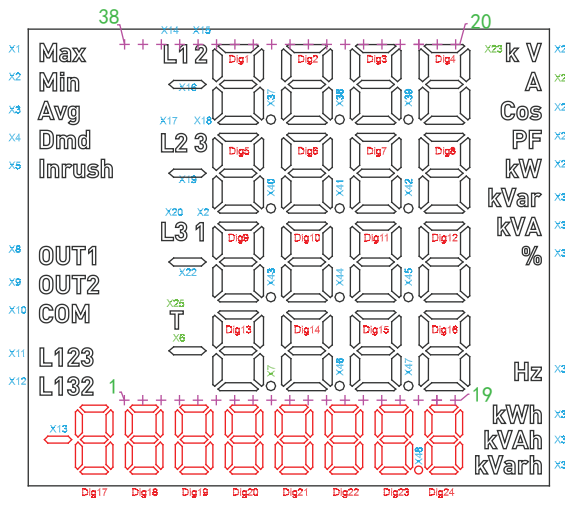 38 X14 X15 20
X1 Max L1 2 Dig1 Dig2 Dig3 Dig4 X23 k V
X2 Min X16 X37 X38 X39 A
X3 Avg X17 X18 Cos
X4 Dmd L2 3 Dig5 Dig6 Dig7 Dig8 PF
X5 Inrush X19 X40 X41 X42 kW
X20 X2 kVar
L3 1 Dig9 Dig10 Dig11 Dig12 kVA
X8 OUT1 X22 X43 X44 X45 %
X9 OUT2
X10 COM X25 T Dig13 Dig14 Dig15 Dig16
X11 L123 X6 X7 X46 X47 Hz
X12 L132 1 19
X13 kWh
kVAh
X48 kVarh
Dig17 Dig18 Dig19 Dig20 Dig21 Dig22 Dig23 Dig24